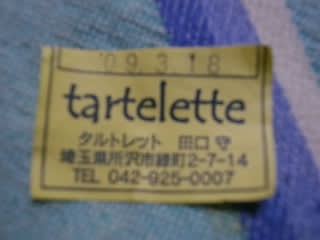 '09.3.18
tartelette
タルトレット 田口 守
埼玉県所沢市緑町2-7-14
TEL 042-925-0007